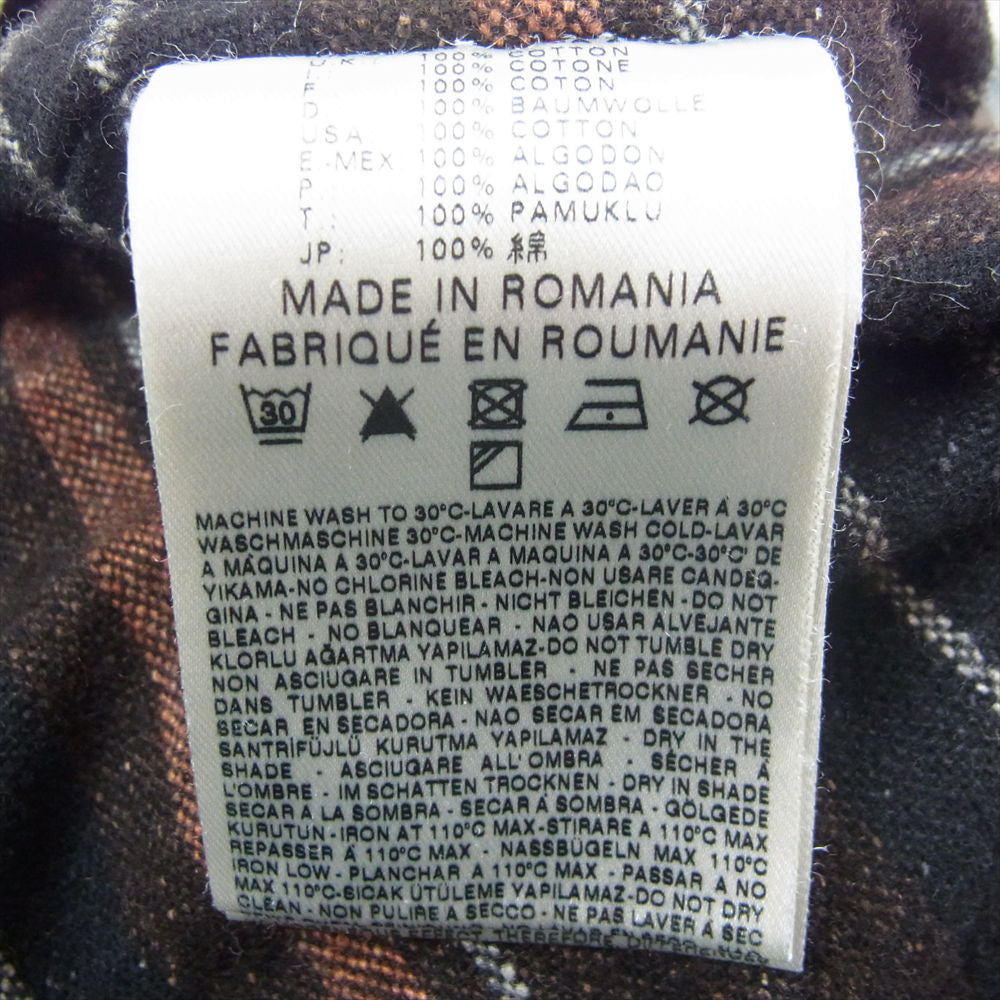 100% COTTON
100% COTONE
F: 100% COTON
D: 100% BAUMWOLLE
USA: 100% COTTON
E-MEX 100% ALGODON
P.: 100% ALGODAO
T.: 100% PAMUKLU
JP: 100% 綿
MADE IN ROMANIA
FABRIQUÉ EN ROUMANIE
30
MACHINE WASH TO 30°C-LAVARE A 30°C-LAVER A 30°C
WASCHMASCHINE 30°C-MACHINE WASH COLD-LAVAR
A MAQUINA A 30°C-LAVAR A MAQUINA A 30°C-30°C' DE
YIKAMA-NO CHLORINE BLEACH-NON USARE CANDEG-
GINA - NE PAS BLANCHIR - NICHT BLEICHEN - DO NOT
BLEACH - NO BLANQUEAR - NAO USAR ALVEJANTE
KLORLU AĞARTMA YAPILAMAZ-DO NOT TUMBLE DRY
NON ASCIUGARE IN TUMBLER - NE PAS SECHER
DANS TUMBLER - KEIN WAESCHETROCKNER - NO
SECAR EN SECADORA - NAO SECAR EM SECADORA
SANTRİFÜJLÜ KURUTMA YAPILAMAZ - DRY IN THE
SHADE - ASCIUGARE ALL'OMBRA - SÉCHER À
L'OMBRE - IM SCHATTEN TROCKNEN - DRY IN SHADE
SECAR A LA SOMBRA - SECAR A SOMBRA - GÖLGEDE
KURUTUN-IRON AT 110°C MAX-STIRARE A 110°C MAX
REPASSER À 110°C MAX - NASSBÜGELN MAX 110°C
IRON LOW - PLANCHAR A 110°C MAX - PASSAR A NO
MAX 110°C-SICAK ÜTÜLEME YAPILAMAZ-DO NOT DRY
CLEAN - NON PULIRE A SECCO - NE PAS LAVER A SEC
THEREFORE